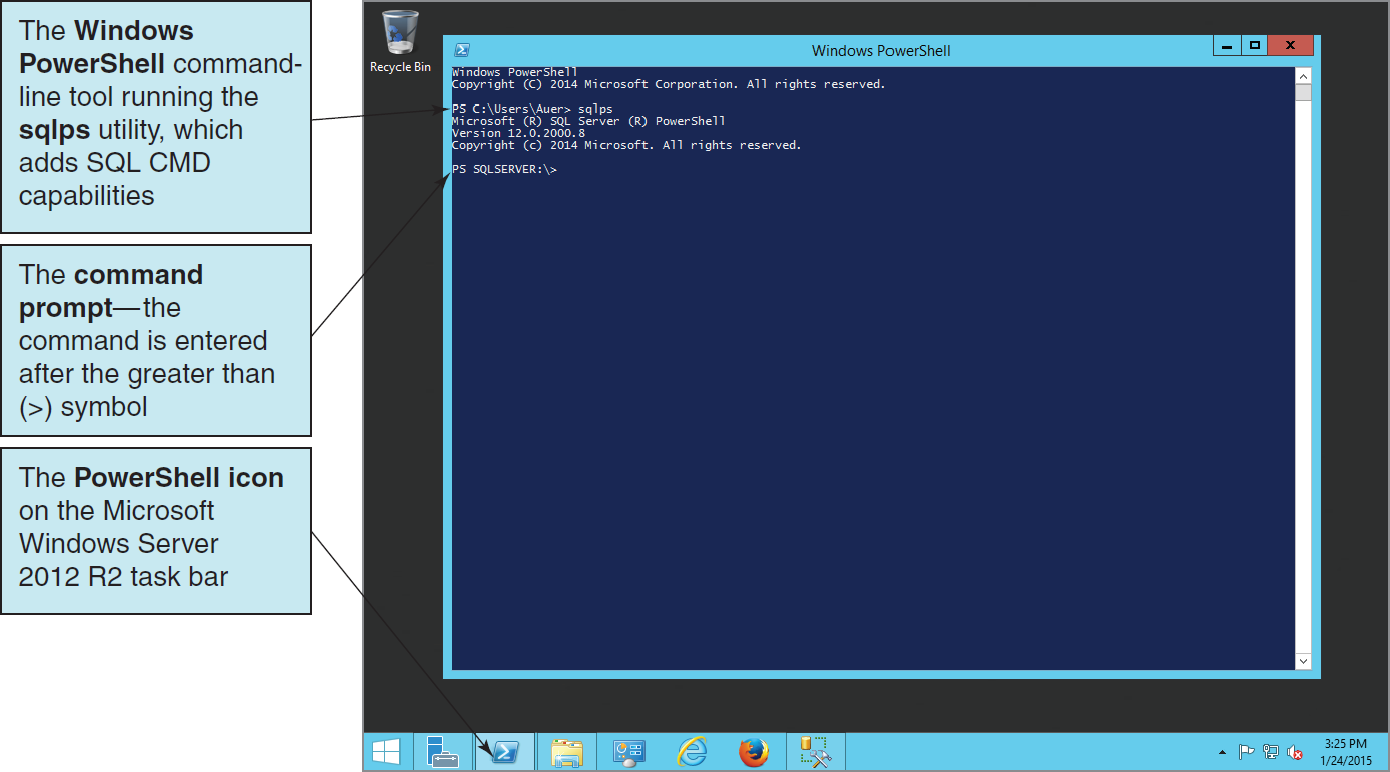 The Windows
PowerShell command-
line tool running the
sqlps utility, which
adds SQL CMD
capabilities
The command
prompt—the
command is entered
after the greater than
(>) symbol
The PowerShell icon
on the Microsoft
Windows Server
2012 R2 task bar
Recycle Bin
Windows PowerShell
Windows PowerShell
Copyright (C) 2014 Microsoft Corporation. All rights reserved.
PS C:\Users\Auer> sqlps
Microsoft (R) SQL Server (R) PowerShell
Version 12.0.2000.8
Copyright (c) 2014 Microsoft. All rights reserved.
PS SQLSERVER:\>
3:25 PM
1/24/2015